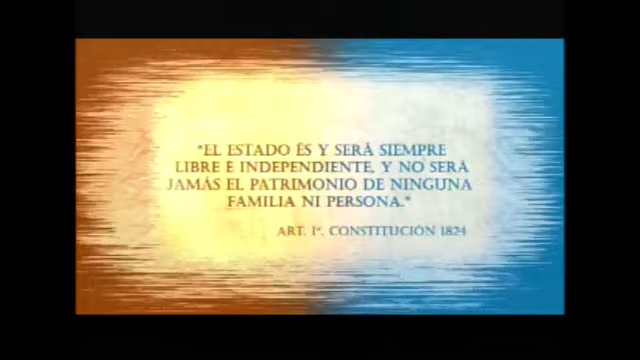 "EL ESTADO ÉS Y SERÁ SIEMPRE
LIBRE É INDEPENDIENTE, Y NO SERÁ
JAMÁS EL PATRIMONIO DE NINGUNA
FAMILIA NI PERSONA."
ART. 1º. CONSTITUCIÓN 1824